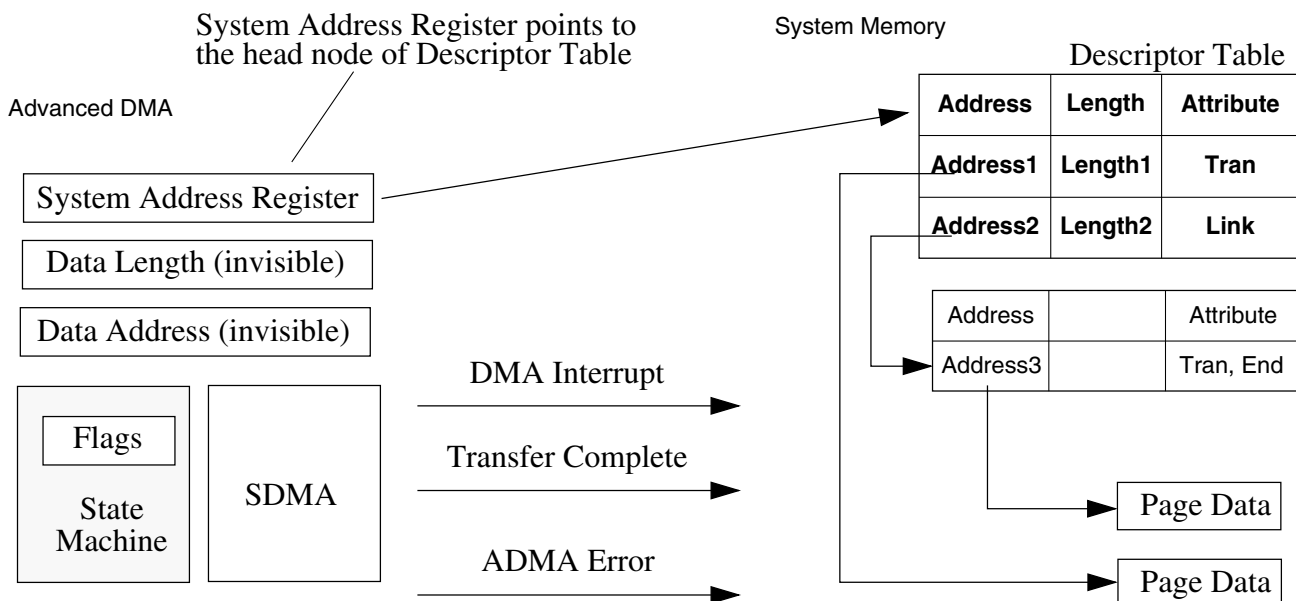 System Address Register points to
the head node of Descriptor Table
System Memory
Advanced DMA
Descriptor Table
Address Length Attribute
Address1 Length1 Tran
Address2 Length2 Link
System Address Register
Data Length (invisible)
Data Address (invisible)
Address Attribute
Address3 Tran, End
Flags
State
Machine
SDMA
DMA Interrupt
Transfer Complete
ADMA Error
Page Data
Page Data